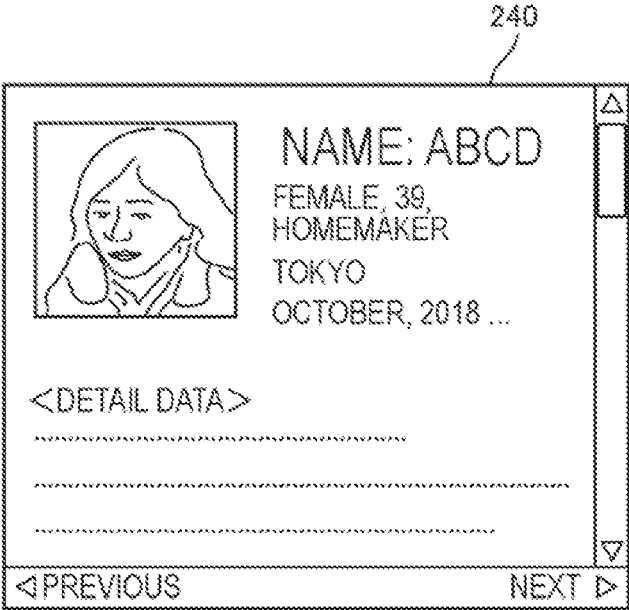 240
NAME: ABCD
FEMALE, 39,
HOMEMAKER
TOKYO
OCTOBER, 2018 ...
<DETAIL DATA>
PREVIOUS
NEXT